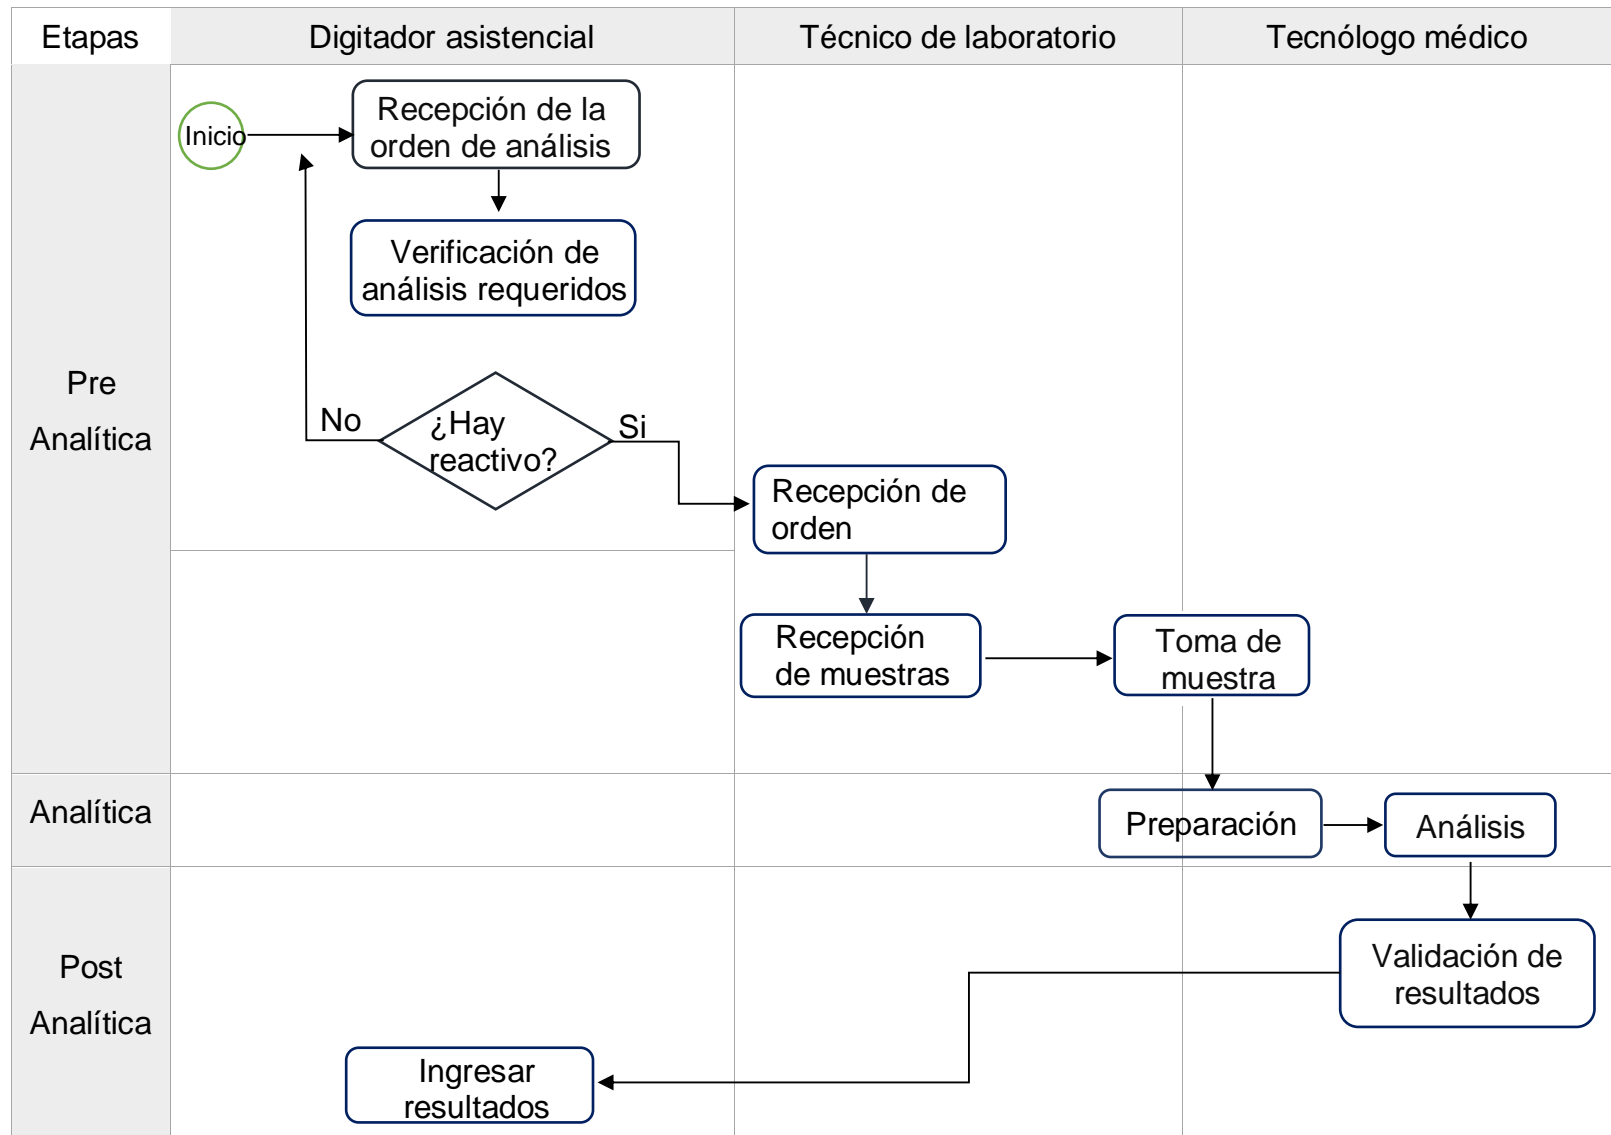 Etapas
Digitador asistencial
Técnico de laboratorio
Tecnólogo médico
Inicio
Recepción de la
orden de análisis
Verificación de
análisis requeridos
Pre
Analítica
No
¿Hay
reactivo?
Si
Recepción de
orden
Recepción
de muestras
Toma de
muestra
Analítica
Preparación
Análisis
Post
Analítica
Validación de
resultados
Ingresar
resultados